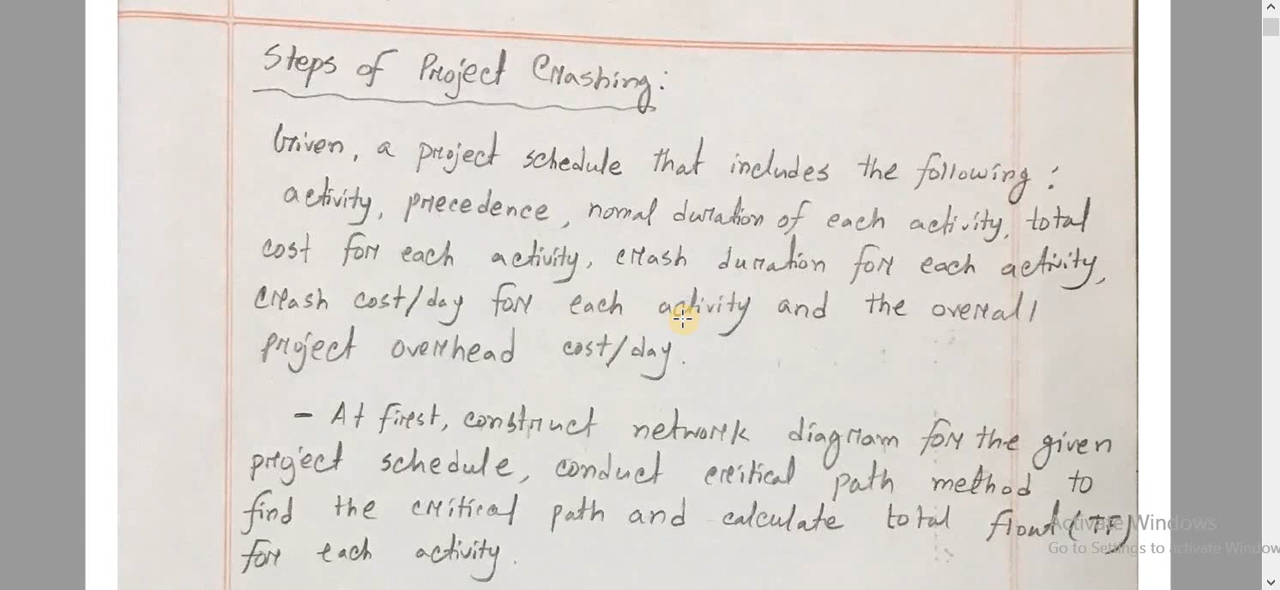 Steps of Project Crashing:
Given, a project schedule that includes the following:
activity, precedence, nomal duration of each activity, total
cost for each activity, crash duration for each activity,
crash cost/day for each activity and the overall
project overhead cost/day.
- At first, construct network diagram for the given
project schedule, conduct critical path method to
find the critical path and calculate total float (TF)
for each activity.
Activate Windows
Go to Settings to activate Window